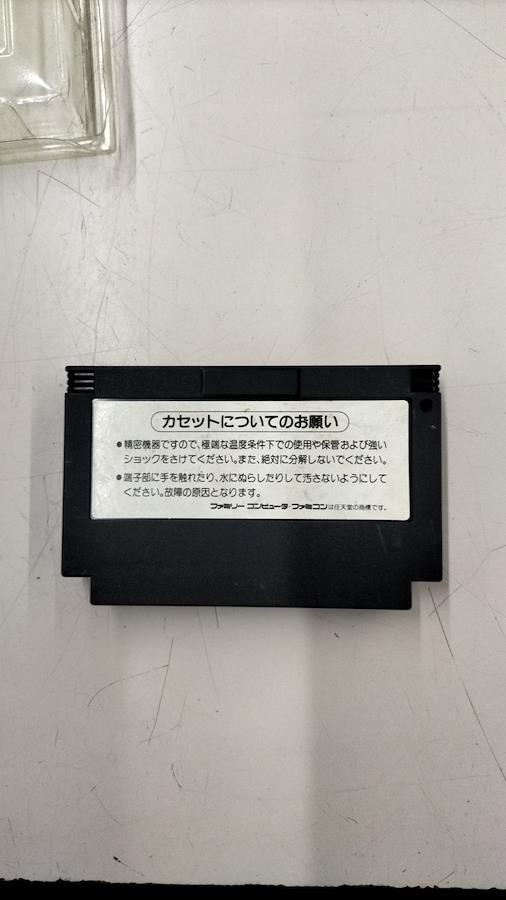 カセットについてのお願い
●精密機器ですので、極端な温度条件下での使用や保管および強い
ショックをさけてください。また、絶対に分解しないでください。
●端子部に手を触れたり、水にぬらしたりして汚さないようにして
ください。故障の原因となります。
ファミリー コンピュータ・ファミコンは任天堂の商標です。